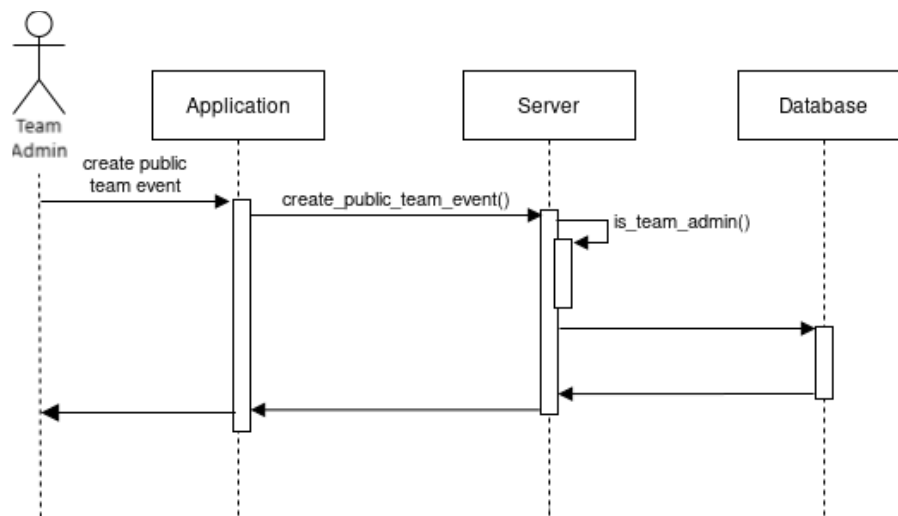 Team
Admin
Application
Server
Database
create public
team event
create_public_team_event()
is_team_admin()